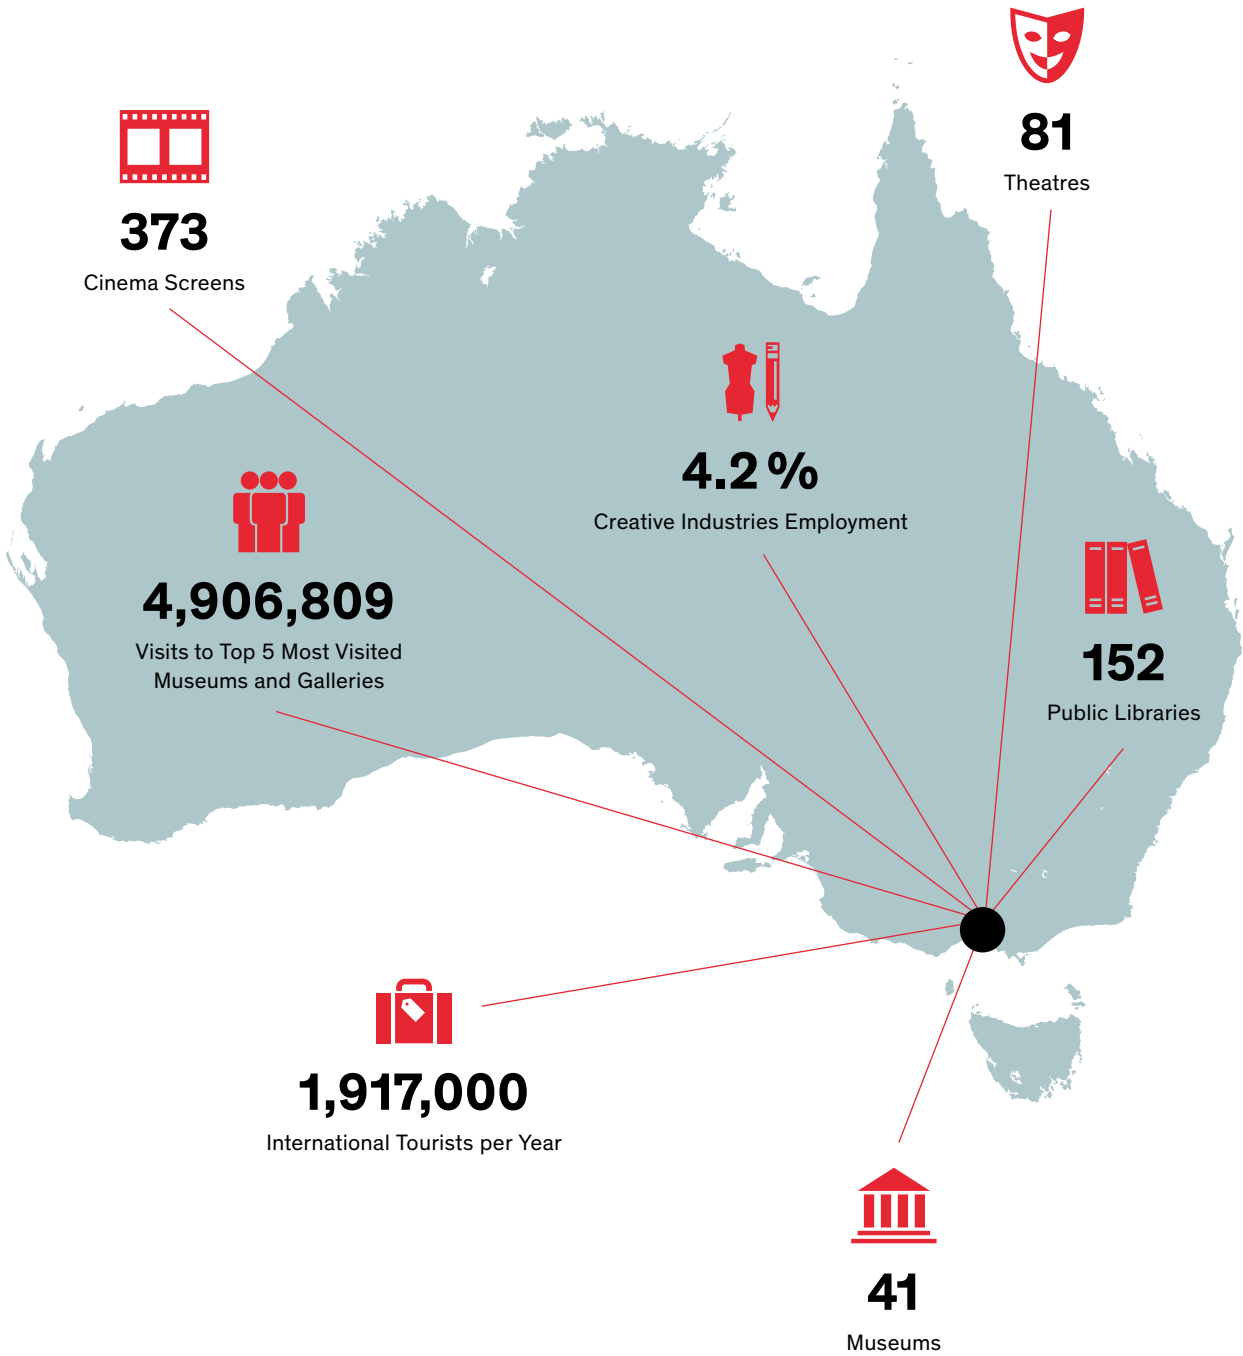 81
Theatres
373
Cinema Screens
4.2 %
Creative Industries Employment
4,906,809
Visits to Top 5 Most Visited
Museums and Galleries
152
Public Libraries
1,917,000
International Tourists per Year
41
Museums